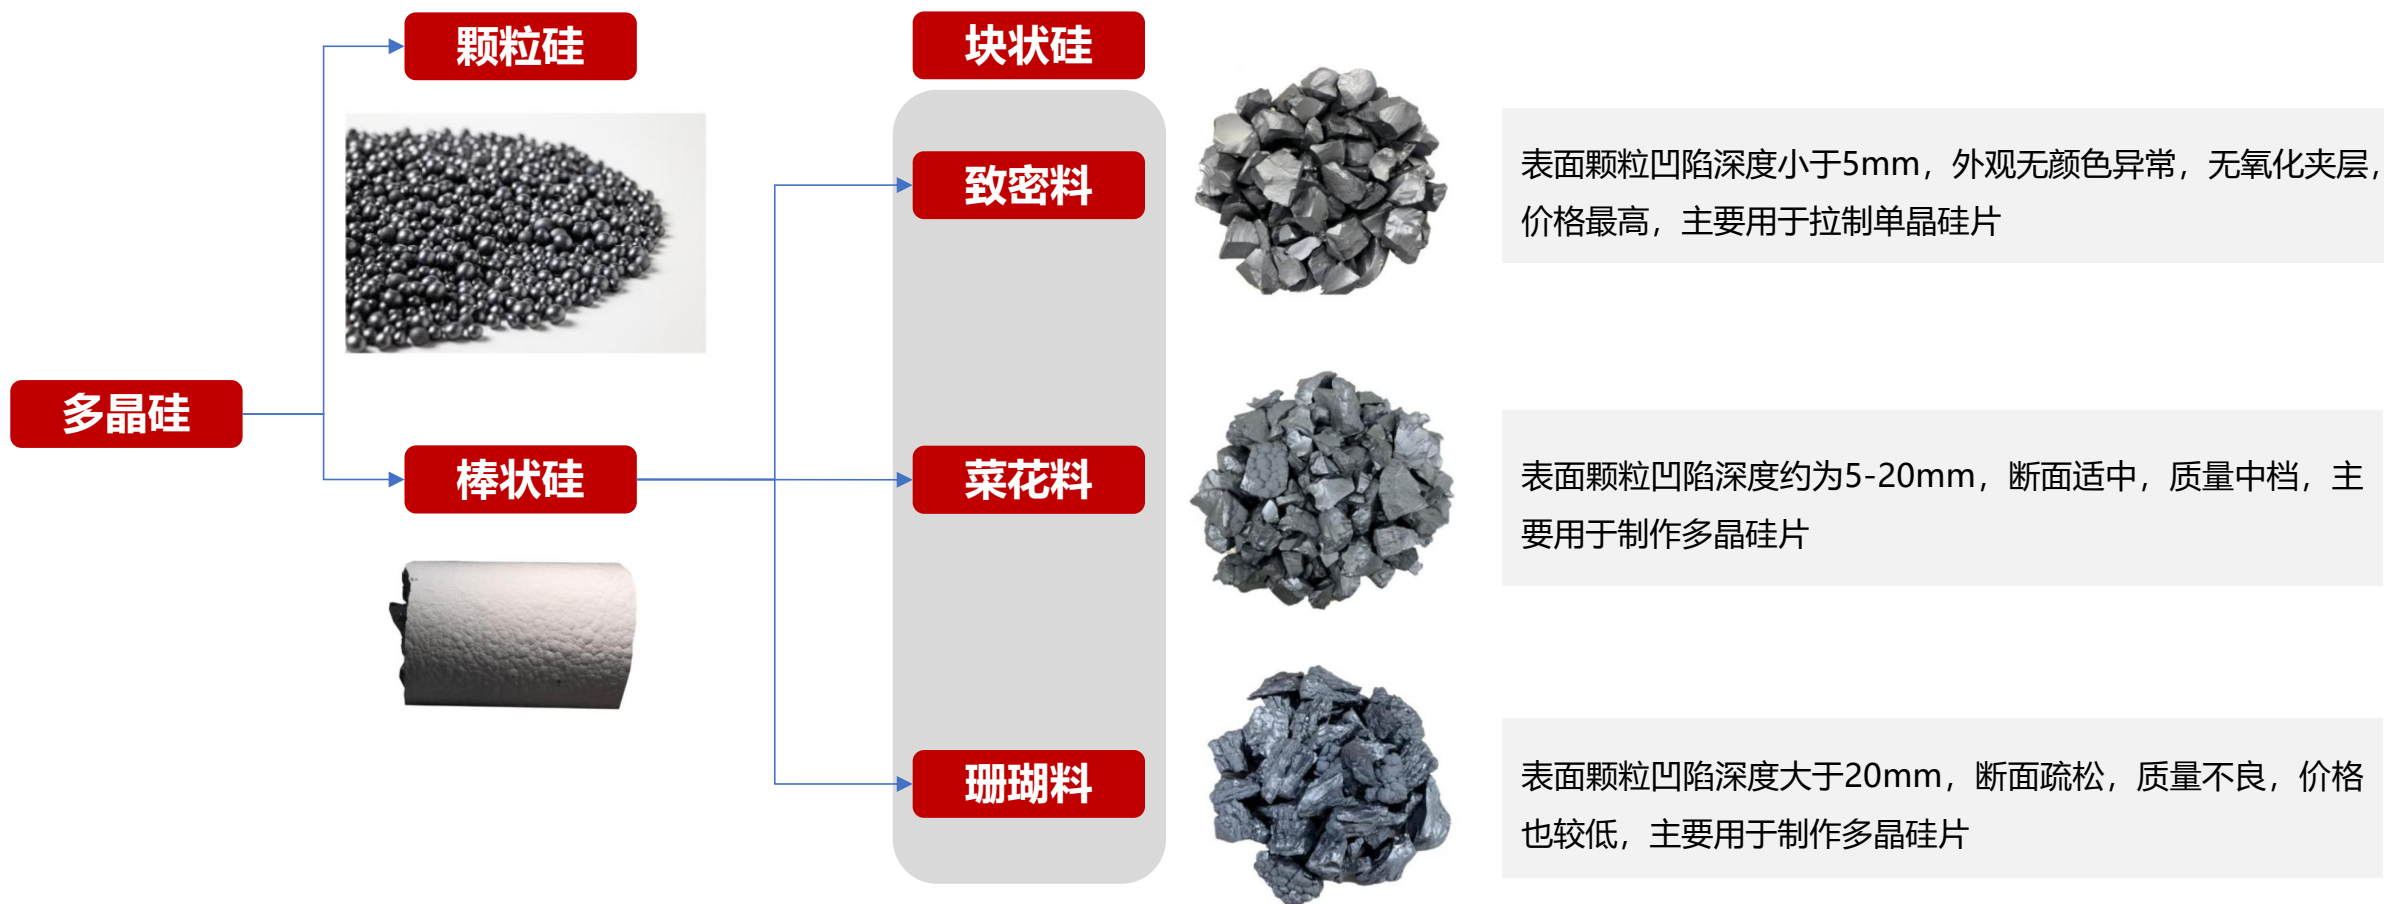 颗粒硅
块状硅
致密料
表面颗粒凹陷深度小于5mm，外观无颜色异常，无氧化夹层，
价格最高，主要用于拉制单晶硅片
多晶硅
棒状硅
菜花料
表面颗粒凹陷深度约为5-20mm，断面适中，质量中档，主
要用于制作多晶硅片
珊瑚料
表面颗粒凹陷深度大于20mm，断面疏松，质量不良，价格
也较低，主要用于制作多晶硅片